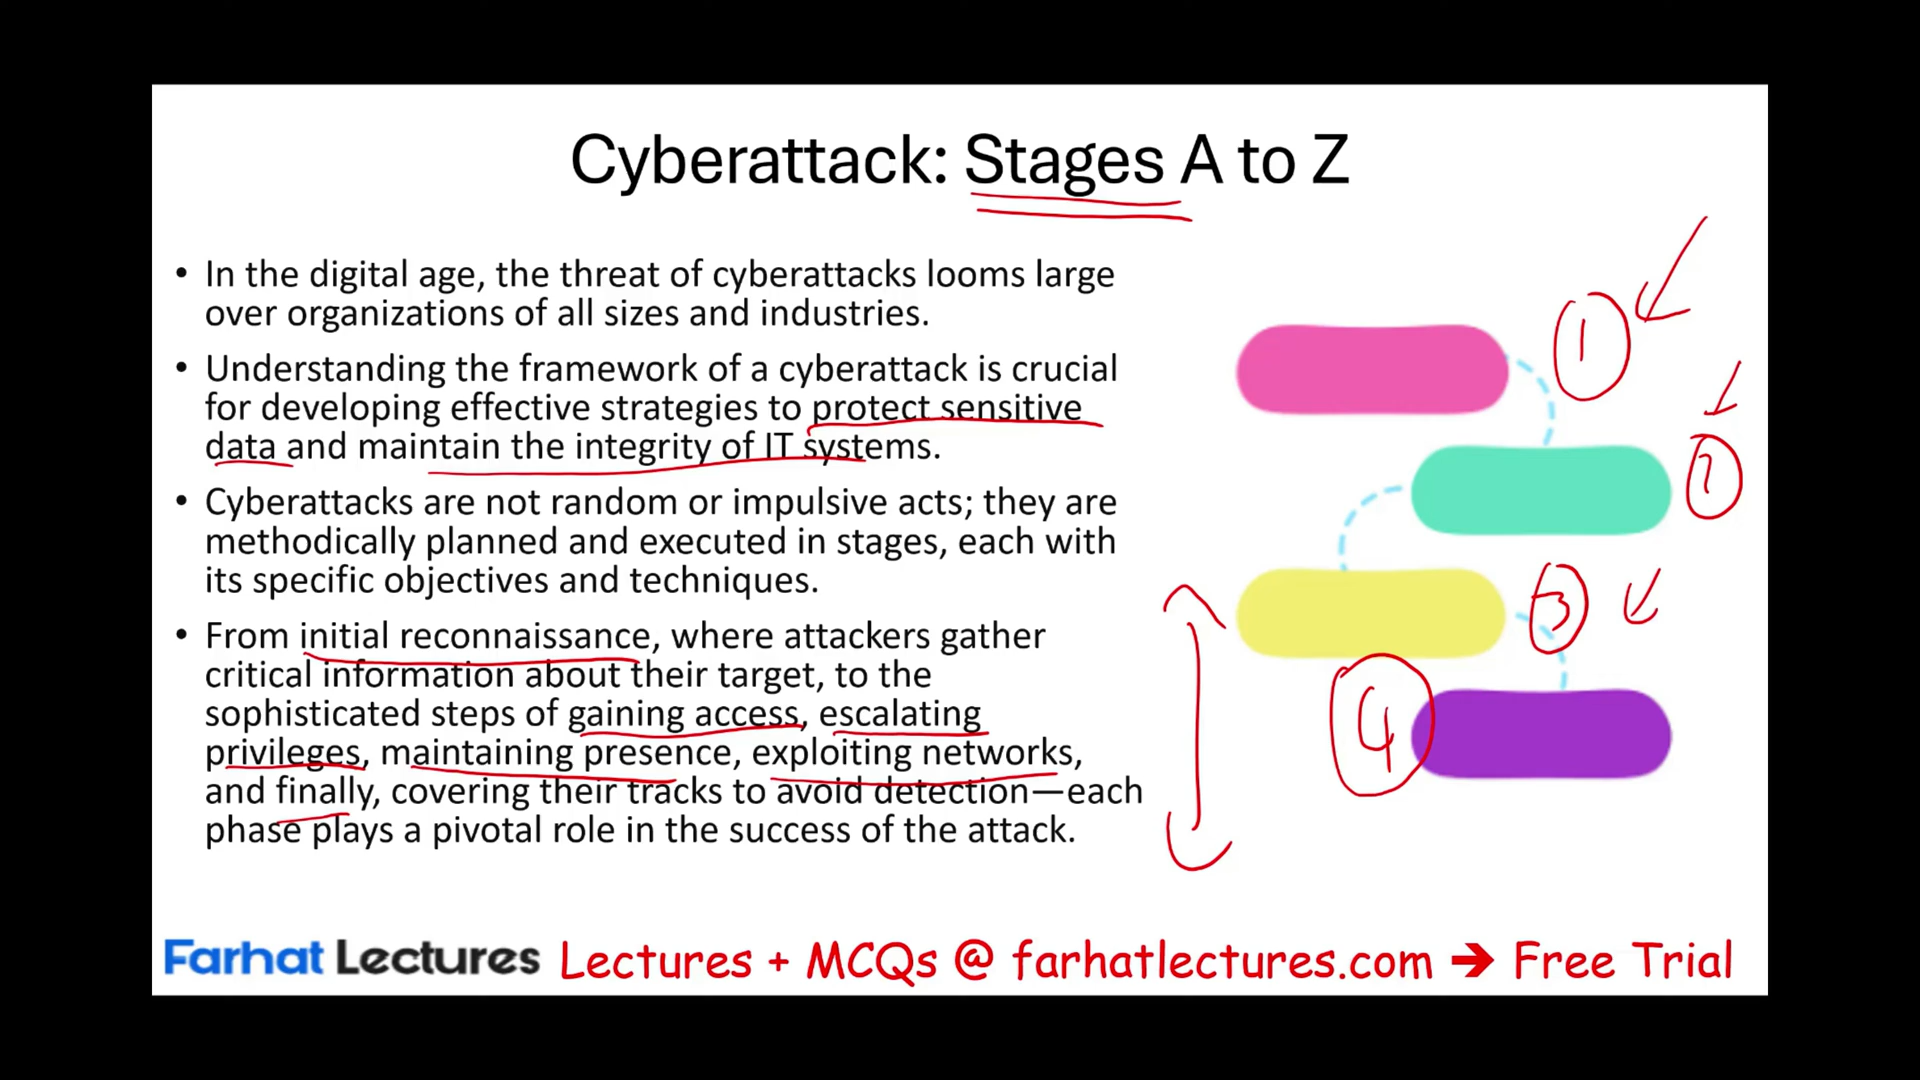 Cyberattack: Stages A to Z
• In the digital age, the threat of cyberattacks looms large
over organizations of all sizes and industries.
• Understanding the framework of a cyberattack is crucial
for developing effective strategies to protect sensitive
data and maintain the integrity of IT systems.
• Cyberattacks are not random or impulsive acts; they are
methodically planned and executed in stages, each with
its specific objectives and techniques.
• From initial reconnaissance, where attackers gather
critical information about their target, to the
sophisticated steps of gaining access, escalating
privileges, maintaining presence, exploiting networks,
and finally, covering their tracks to avoid detection—each
phase plays a pivotal role in the success of the attack.
1
2
3
4
Farhat Lectures Lectures + MCQs @ farhatlectures.com → Free Trial